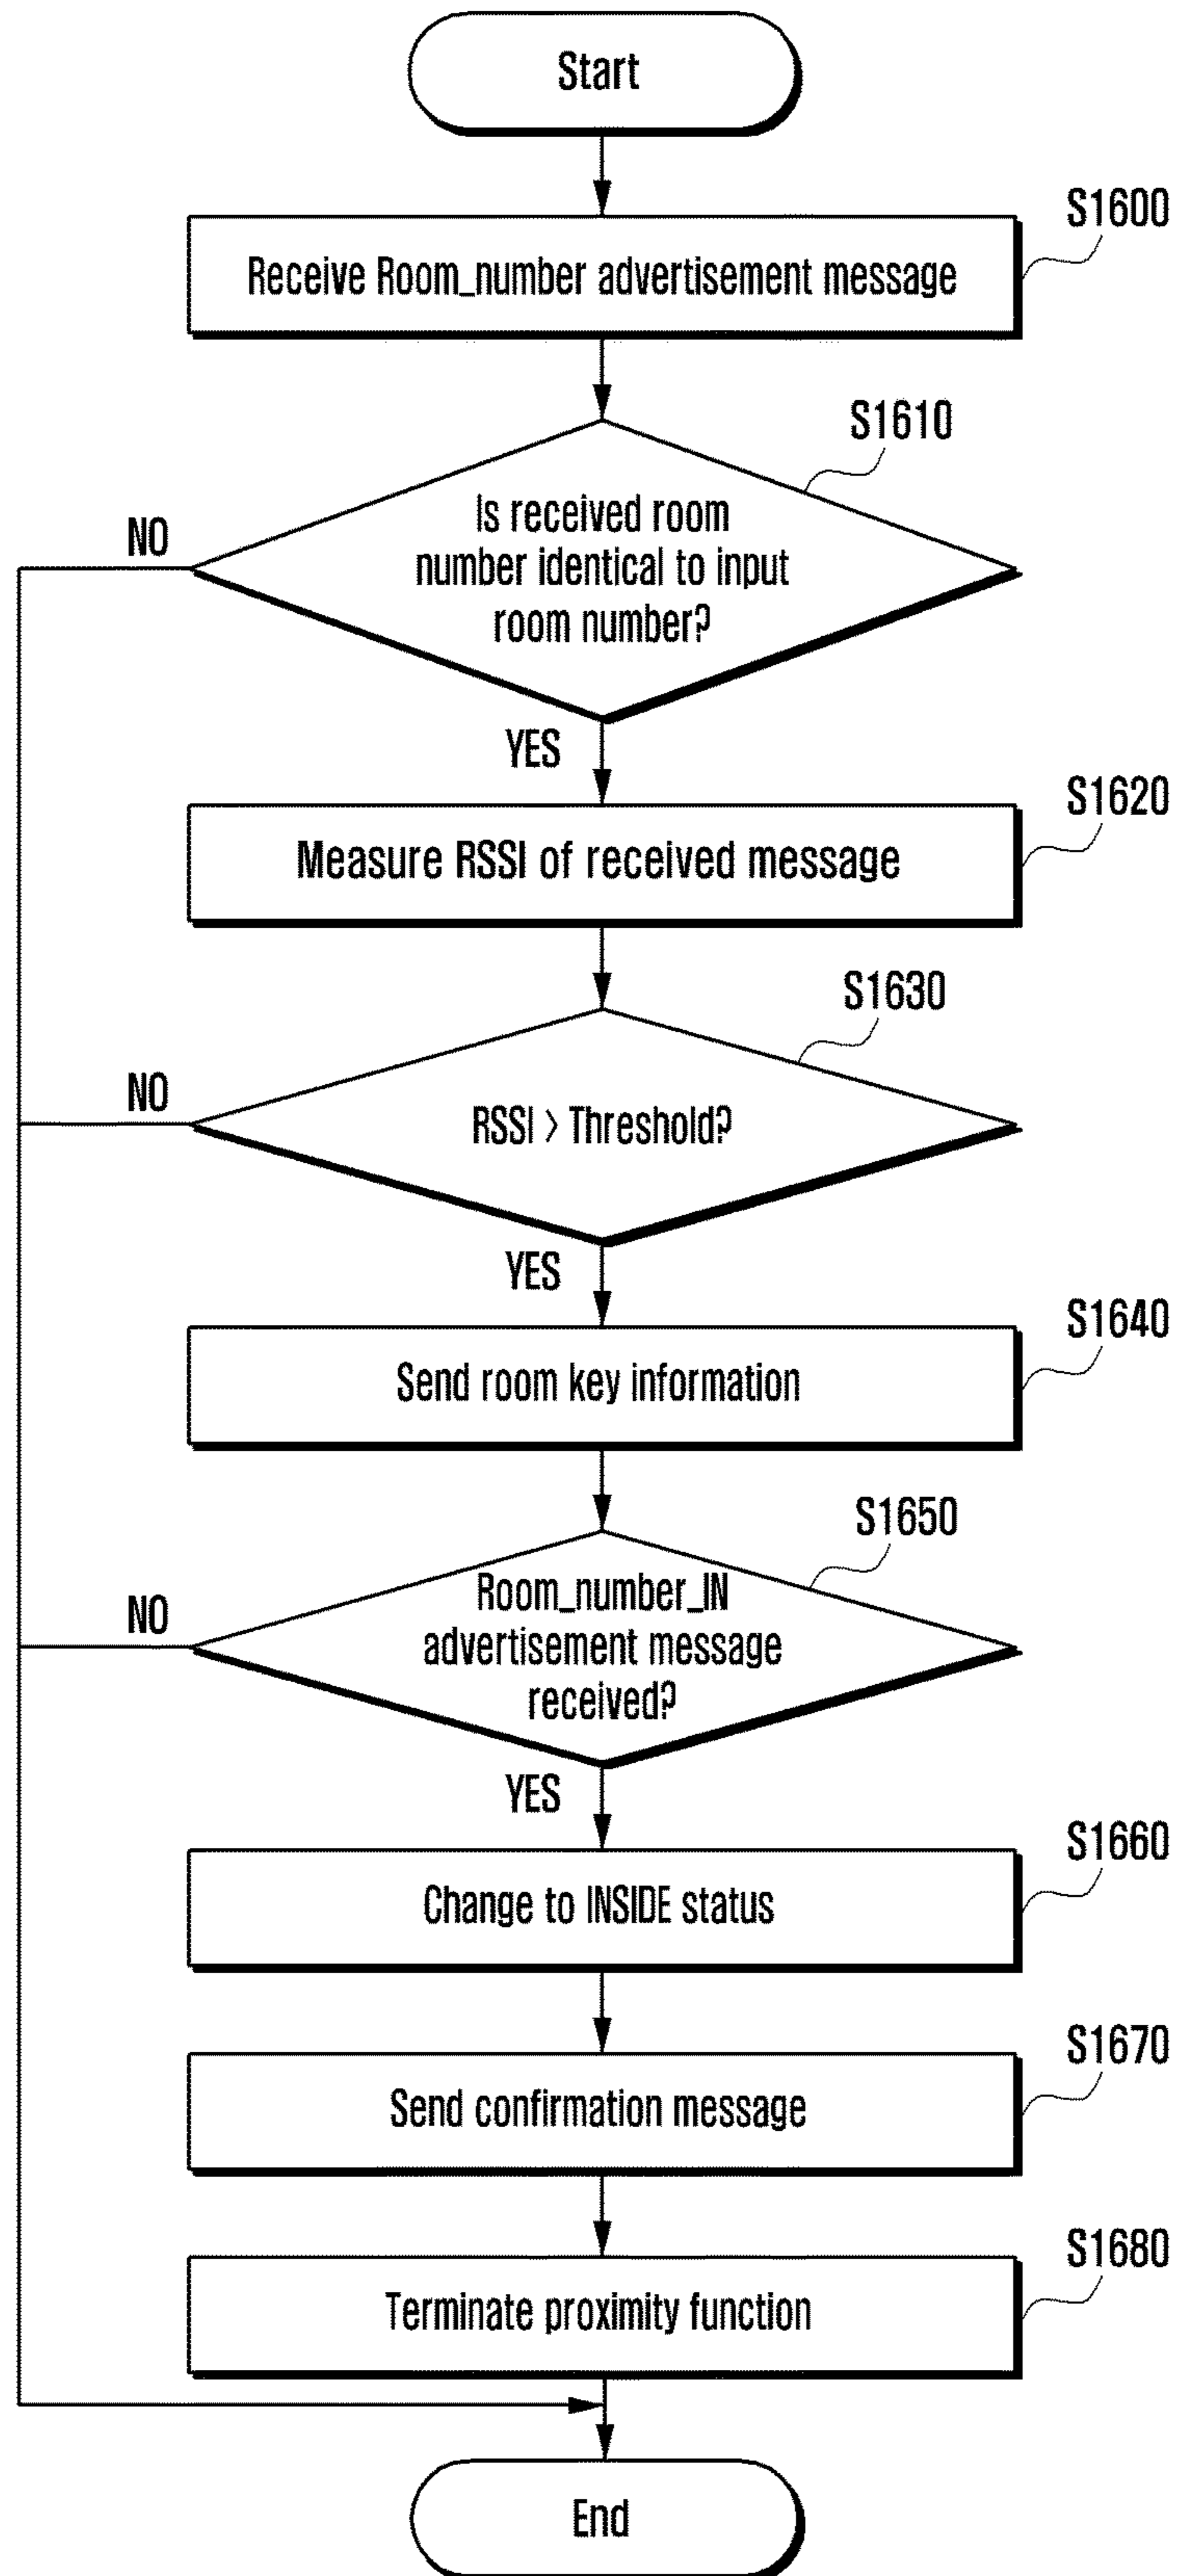 Start
S1600
Receive Room_number advertisement message
S1610
Is received room
number identical to input
room number?
NO
YES
S1620
Measure RSSI of received message
S1630
RSSI > Threshold?
NO
YES
S1640
Send room key information
S1650
Room_number_IN
advertisement message
received?
NO
YES
S1660
Change to INSIDE status
S1670
Send confirmation message
S1680
Terminate proximity function
End